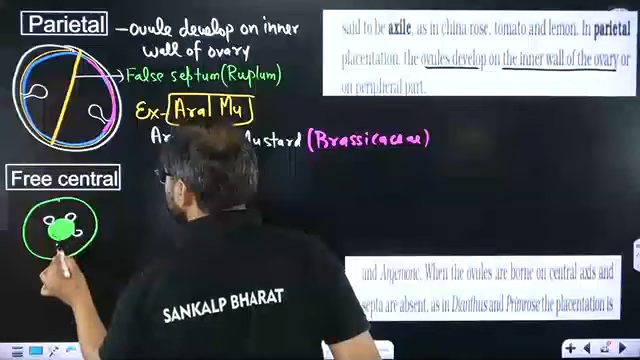 Parietal - ovule develop on inner
wall of ovary
False septum (Ruplum)
Ex- Aral Mu
Mustard (Brassicaceae)
Free central
said to be axile, as in china rose, tomato and lemon. In parietal
placentation, the ovules develop on the inner wall of the ovary or
on peripheral part.
and Argemone. When the ovules are borne on central axis and
septa are absent, as in Dianthus and Primrose the placentation is
SANKALP BHARAT